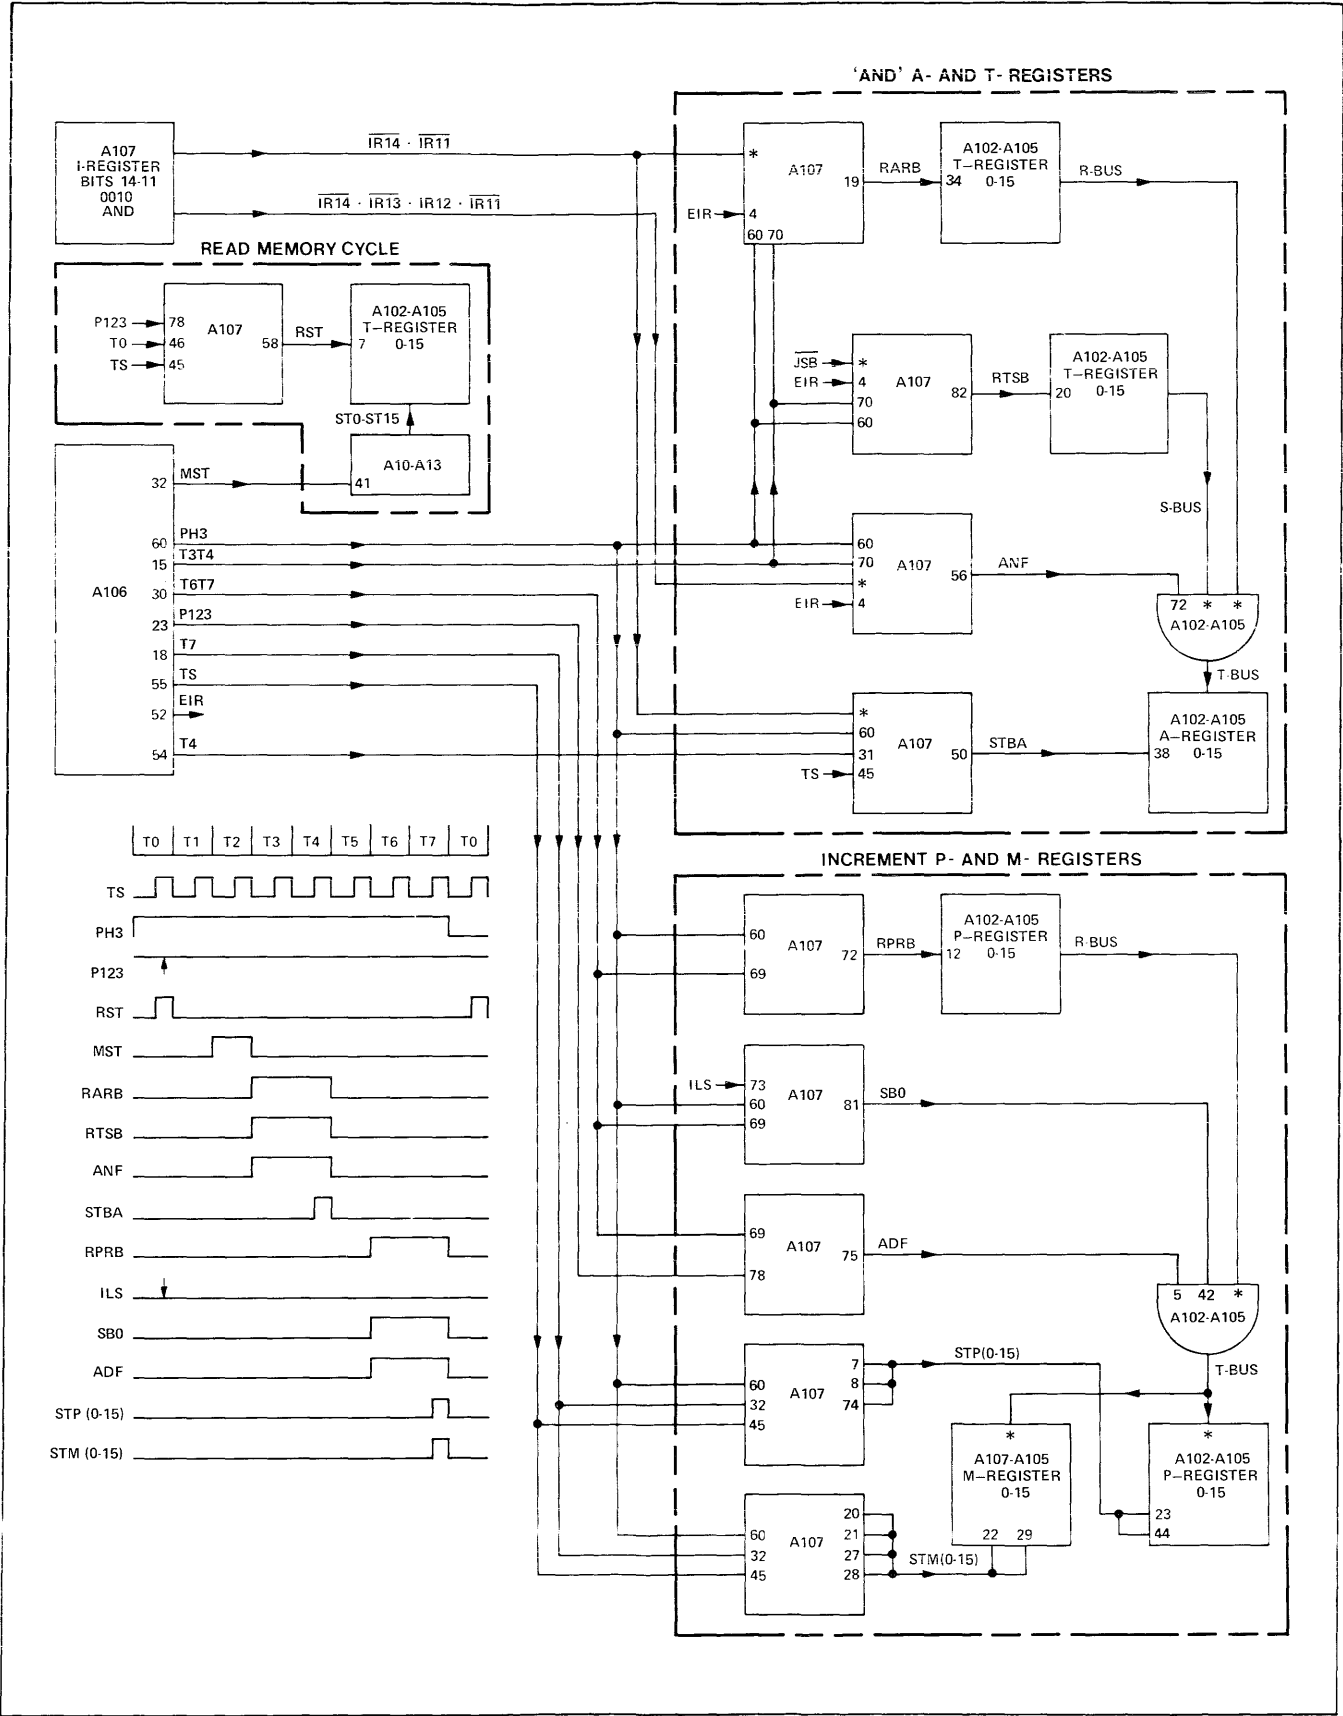 'AND' A- AND T- REGISTERS
A107
I-REGISTER
BITS 14-11
0010
AND
IR14 · IR11
IR14 · IR13 · IR12 · IR11
*
A107
19
EIR
4
60 70
RARB
A102-A105
T-REGISTER
34 0-15
R-BUS
READ MEMORY CYCLE
P123
T0
TS
78
46
45
A107
58
RST
A102-A105
T-REGISTER
7 0-15
ST0-ST15
A10-A13
41
JSB
EIR
*
4
70
60
A107
82
RTSB
A102-A105
T-REGISTER
20 0-15
S-BUS
A106
32 MST
60 PH3
15 T3T4
30 T6T7
23 P123
18 T7
55 TS
52 EIR
54 T4
60
70
*
EIR
4
A107
56
ANF
72 * *
A102-A105
T-BUS
*
60
31
TS
45
A107
50
STBA
A102-A105
A-REGISTER
38 0-15
T0 T1 T2 T3 T4 T5 T6 T7 T0
TS
PH3
P123
RST
MST
RARB
RTSB
ANF
STBA
RPRB
ILS
SB0
ADF
STP (0-15)
STM (0-15)
INCREMENT P- AND M- REGISTERS
60
69
A107
72
RPRB
A102-A105
P-REGISTER
12 0-15
R-BUS
ILS
73
60
69
A107
81
SB0
69
78
A107
75
ADF
5 42 *
A102-A105
T-BUS
60
32
45
A107
7
8
74
STP(0-15)
*
A107-A105
M-REGISTER
0-15
22 29
*
A102-A105
P-REGISTER
0-15
23
44
60
32
45
A107
20
21
27
28
STM(0-15)